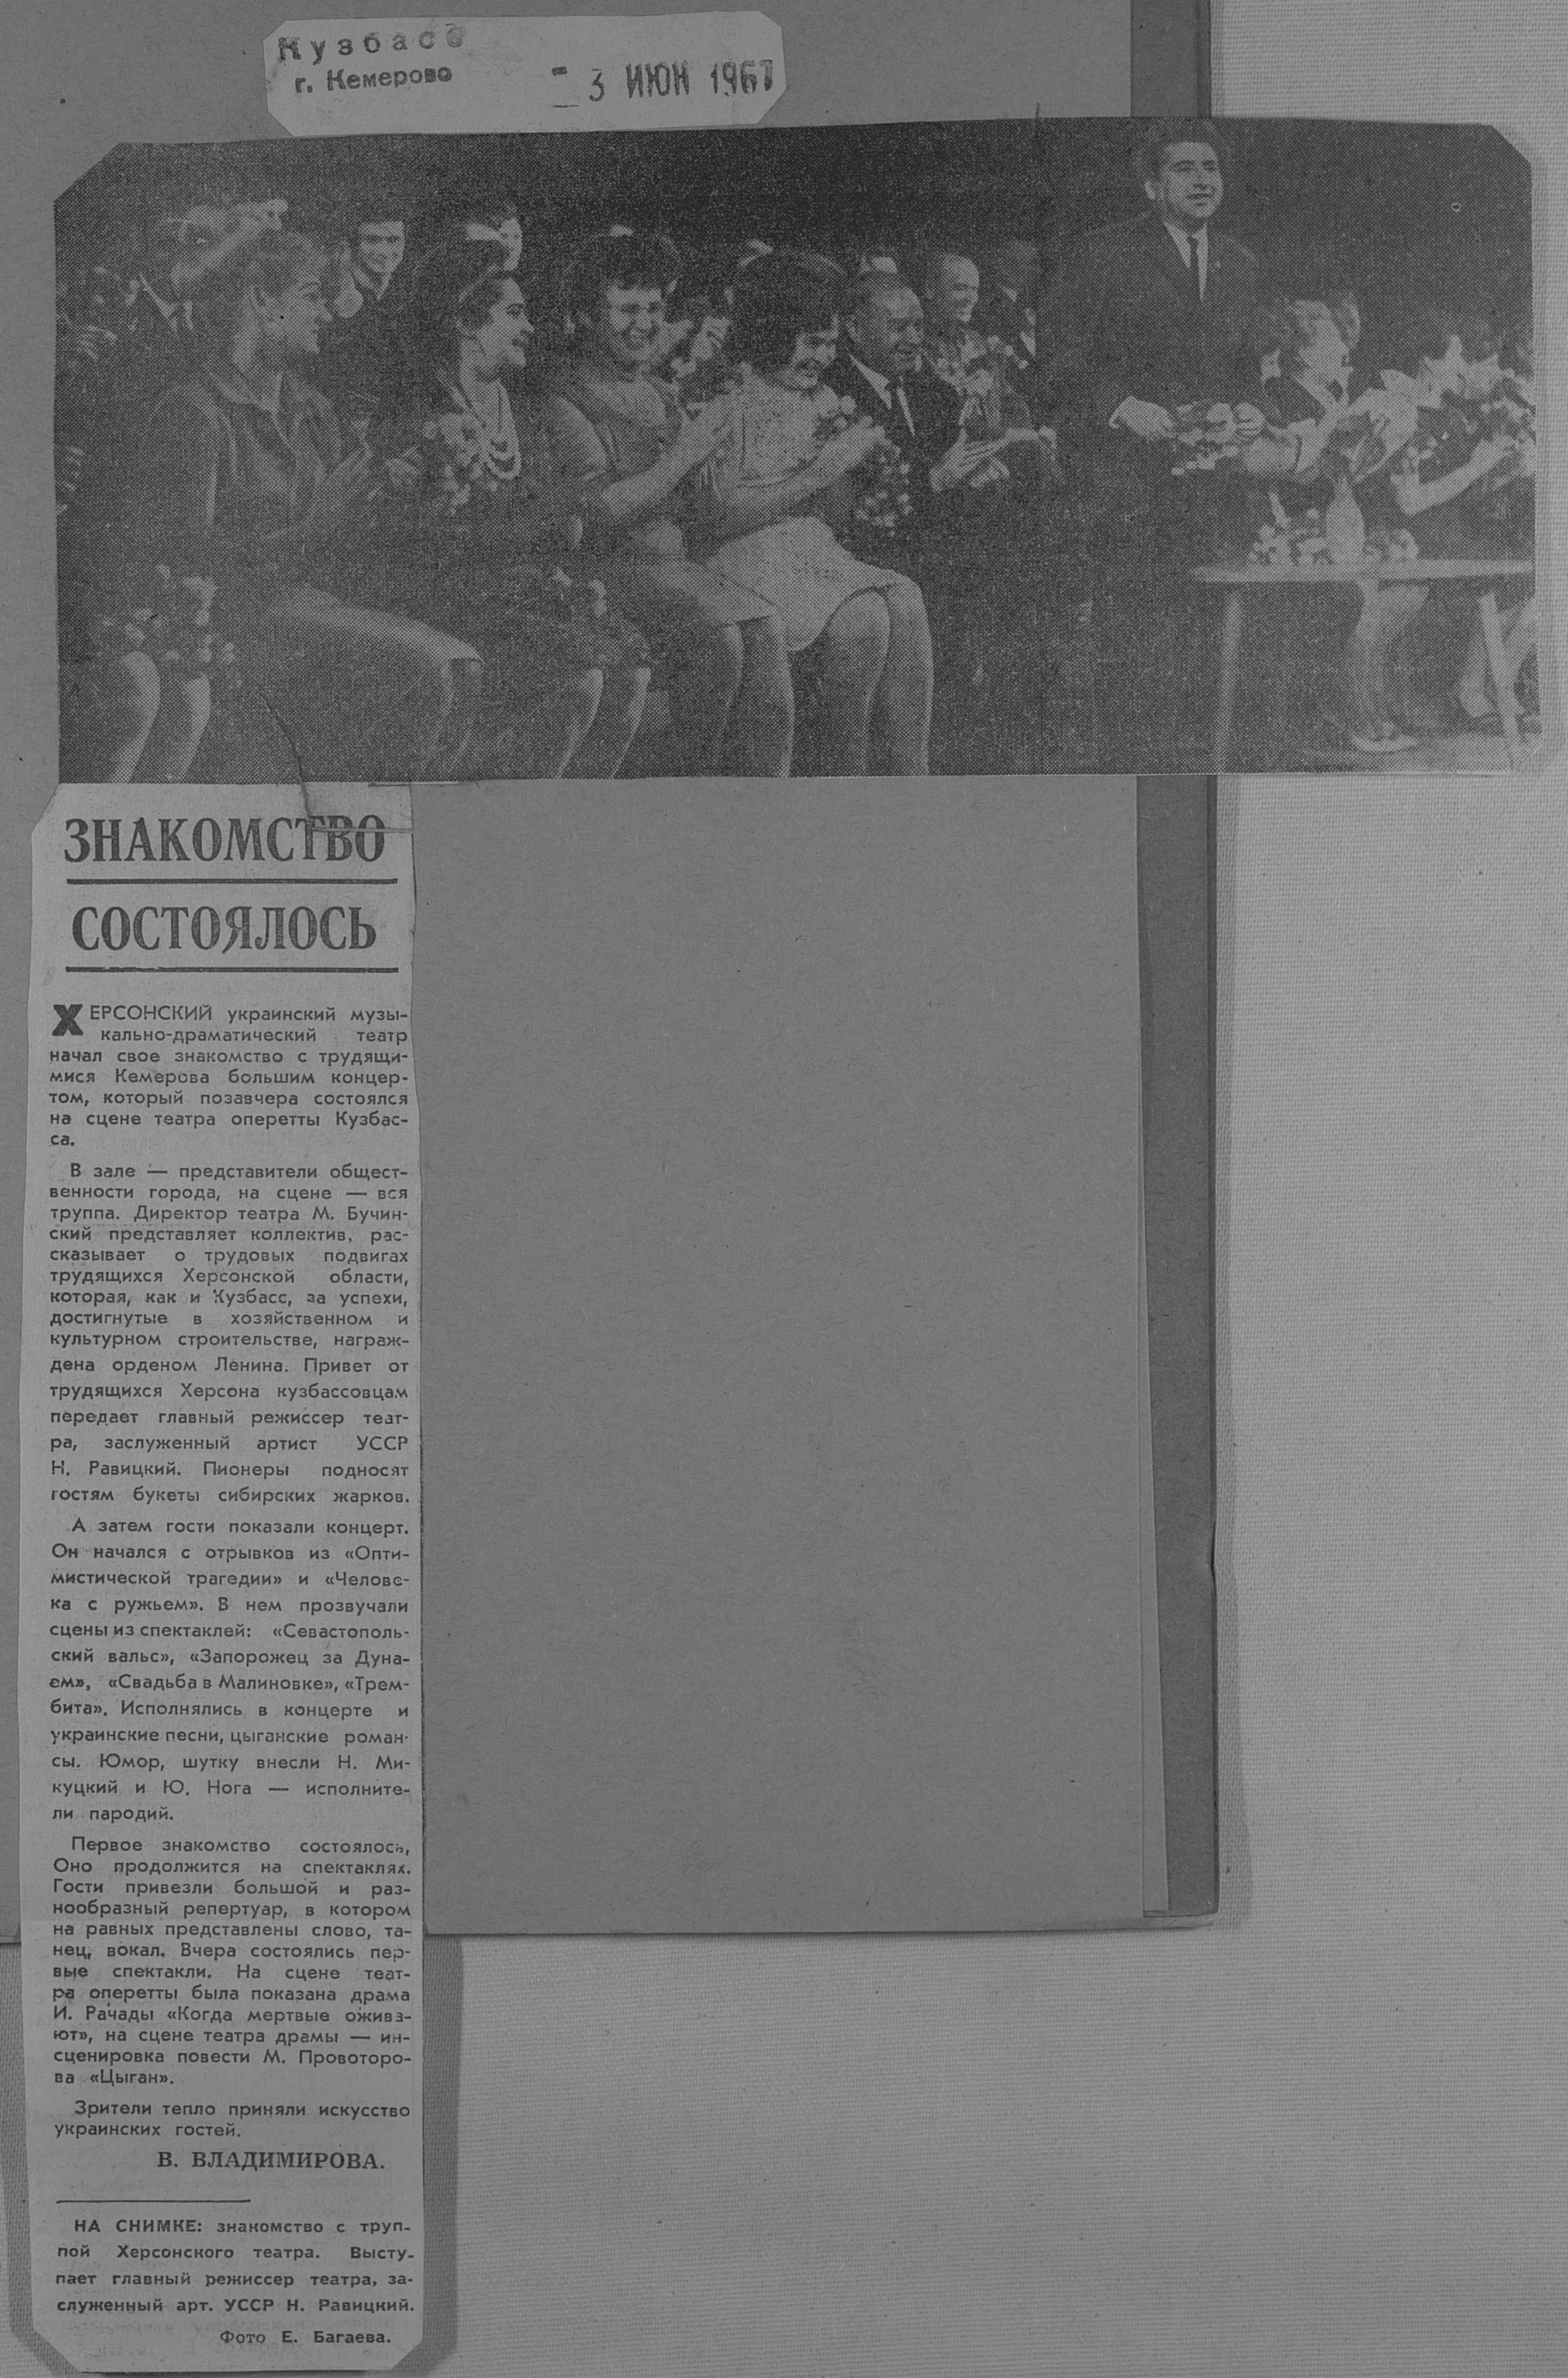 Кузбасс
г. Кемерово
- 3 ИЮН 1967
ЗНАКОМСТВО
СОСТОЯЛОСЬ
ХЕРСОНСКИЙ украинский музы-
кально-драматический театр
начал свое знакомство с трудящи-
мися Кемерова большим концер-
том, который позавчера состоялся
на сцене театра оперетты Кузбас-
са.
В зале — представители общест-
венности города, на сцене — вся
труппа. Директор театра М. Бучин-
ский представляет коллектив, рас-
сказывает о трудовых подвигах
трудящихся Херсонской области,
которая, как и Кузбасс, за успехи,
достигнутые в хозяйственном и
культурном строительстве, награж-
дена орденом Ленина. Привет от
трудящихся Херсона кузбассовцам
передает главный режиссер теат-
ра, заслуженный артист УССР
Н. Равицкий. Пионеры подносят
гостям букеты сибирских жарков.
А затем гости показали концерт.
Он начался с отрывков из «Опти-
мистической трагедии» и «Челове-
ка с ружьем». В нем прозвучали
сцены из спектаклей: «Севастополь-
ский вальс», «Запорожец за Дуна-
ем», «Свадьба в Малиновке», «Трем-
бита». Исполнялись в концерте и
украинские песни, цыганские роман-
сы. Юмор, шутку внесли Н. Ми-
куцкий и Ю. Нога — исполните-
ли пародий.
Первое знакомство состоялось,
Оно продолжится на спектаклях.
Гости привезли большой и раз-
нообразный репертуар, в котором
на равных представлены слово, та-
нец, вокал. Вчера состоялись пер-
вые спектакли. На сцене теат-
ра оперетты была показана драма
И. Рачады «Когда мертвые ожива-
ют», на сцене театра драмы — ин-
сценировка повести М. Провоторо-
ва «Цыган».
Зрители тепло приняли искусство
украинских гостей.
В. ВЛАДИМИРОВА.
НА СНИМКЕ: знакомство с труп-
пой Херсонского театра. Высту-
пает главный режиссер театра, за-
служенный арт. УССР Н. Равицкий.
Фото Е. Багаева.